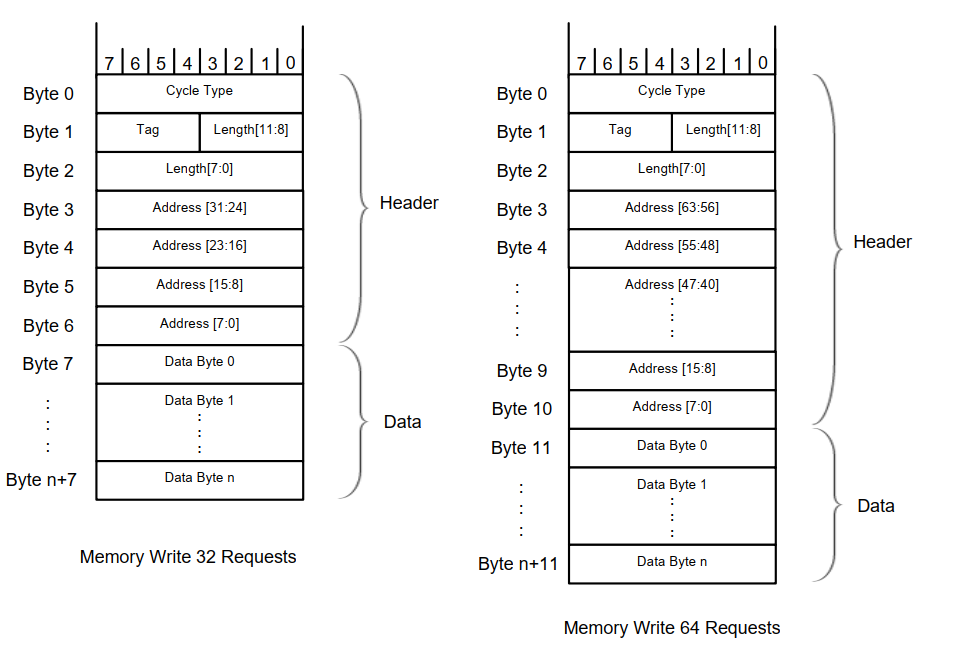 7 6 5 4 3 2 1 0
Byte 0 Cycle Type
Byte 1 Tag Length[11:8]
Byte 2 Length[7:0]
Byte 3 Address [31:24]
Byte 4 Address [23:16]
Byte 5 Address [15:8]
Byte 6 Address [7:0]
Header
Byte 7 Data Byte 0
Data Byte 1
Byte n+7 Data Byte n
Data
Memory Write 32 Requests
7 6 5 4 3 2 1 0
Byte 0 Cycle Type
Byte 1 Tag Length[11:8]
Byte 2 Length[7:0]
Byte 3 Address [63:56]
Byte 4 Address [55:48]
Address [47:40]
Byte 9 Address [15:8]
Byte 10 Address [7:0]
Header
Byte 11 Data Byte 0
Data Byte 1
Byte n+11 Data Byte n
Data
Memory Write 64 Requests